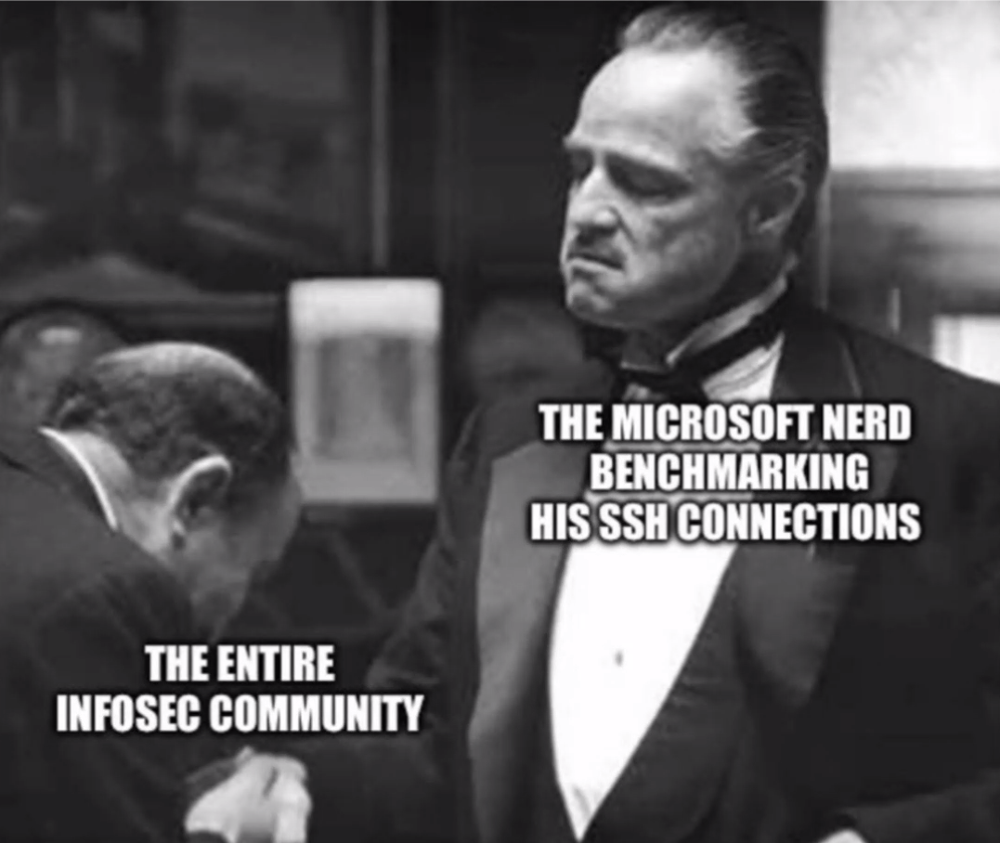 THE MICROSOFT NERD
BENCHMARKING
HIS SSH CONNECTIONS
THE ENTIRE
INFOSEC COMMUNITY